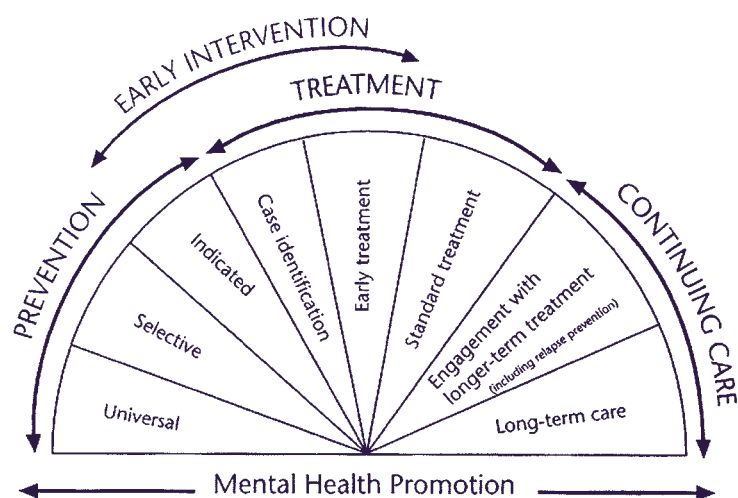 EARLY INTERVENTION
TREATMENT
PREVENTION
CONTINUING CARE
Universal
Selective
Indicated
Case identification
Early treatment
Standard treatment
Engagement with
longer-term treatment
(including relapse prevention)
Long-term care
Mental Health Promotion